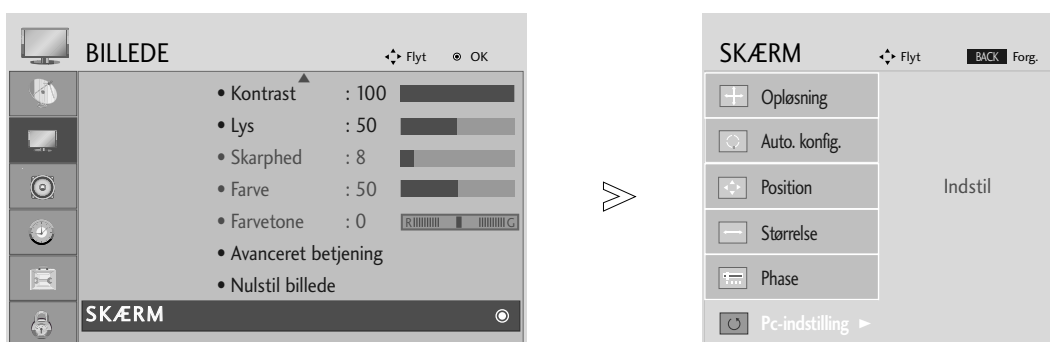 BILLEDE Flyt OK
• Kontrast : 100
• Lys : 50
• Skarphed : 8
• Farve : 50
• Farvetone : 0 R G
• Avanceret betjening
• Nulstil billede
SKÆRM
SKÆRM Flyt BACK Forg.
Opløsning
Auto. konfig.
Position
Indstil
Størrelse
Phase
Pc-indstilling ►